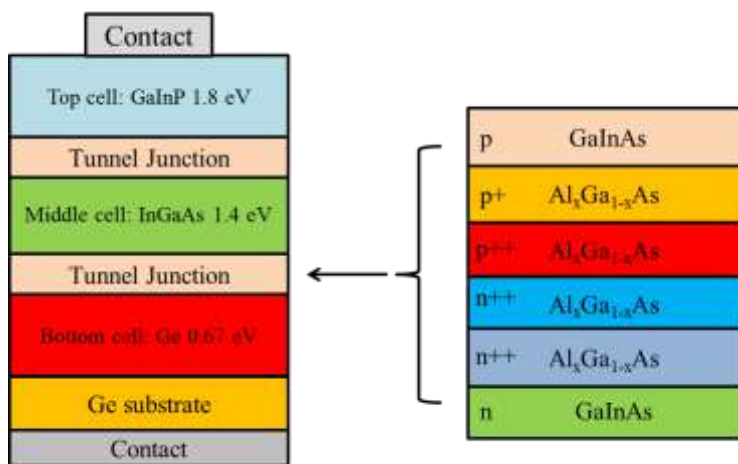 Contact
Top cell: GaInP 1.8 eV
Tunnel Junction
Middle cell: InGaAs 1.4 eV
Tunnel Junction
Bottom cell: Ge 0.67 eV
Ge substrate
Contact
p GaInAs
p+ AlxGa1-xAs
p++ AlxGa1-xAs
n++ AlxGa1-xAs
n++ AlxGa1-xAs
n GaInAs